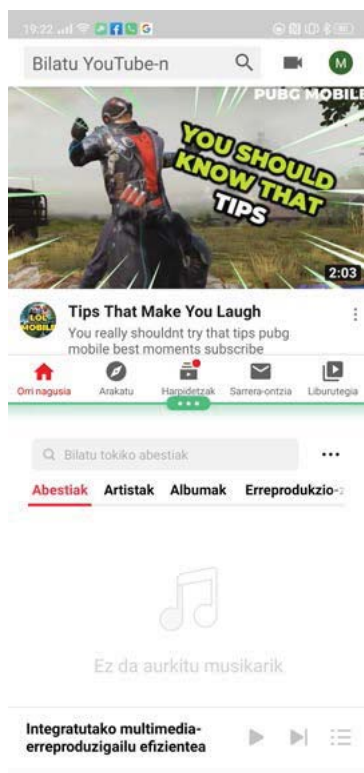 19:22
Bilatu YouTube-n
M
PUBG MOBILE
YOU SHOULD
KNOW THAT
TIPS
2:03
LOL
MOBILE
Tips That Make You Laugh
You really shouldnt try that tips pubg
mobile best moments subscribe
Orri nagusia Arakatu Harpidetzak Sarrera-ontzia Liburutegia
Bilatu tokiko abestiak
Abestiak Artistak Albumak Erreprodukzio-
Ez da aurkitu musikarik
Integratutako multimedia-
erreproduzigailu efizientea